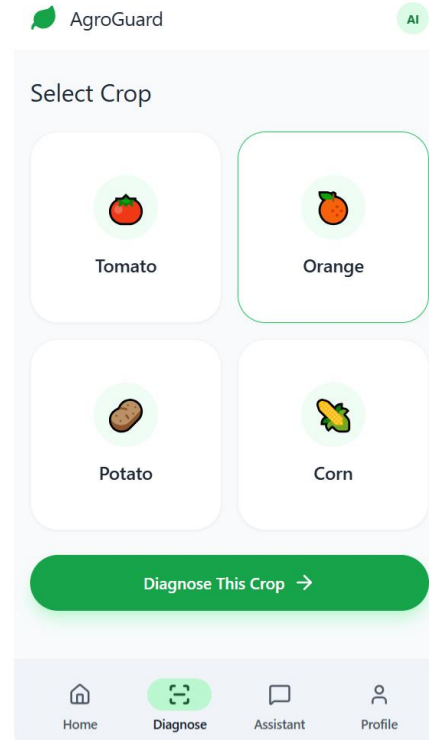 AgroGuard
AI
Select Crop
Tomato
Orange
Potato
Corn
Diagnose This Crop →
Home
Diagnose
Assistant
Profile